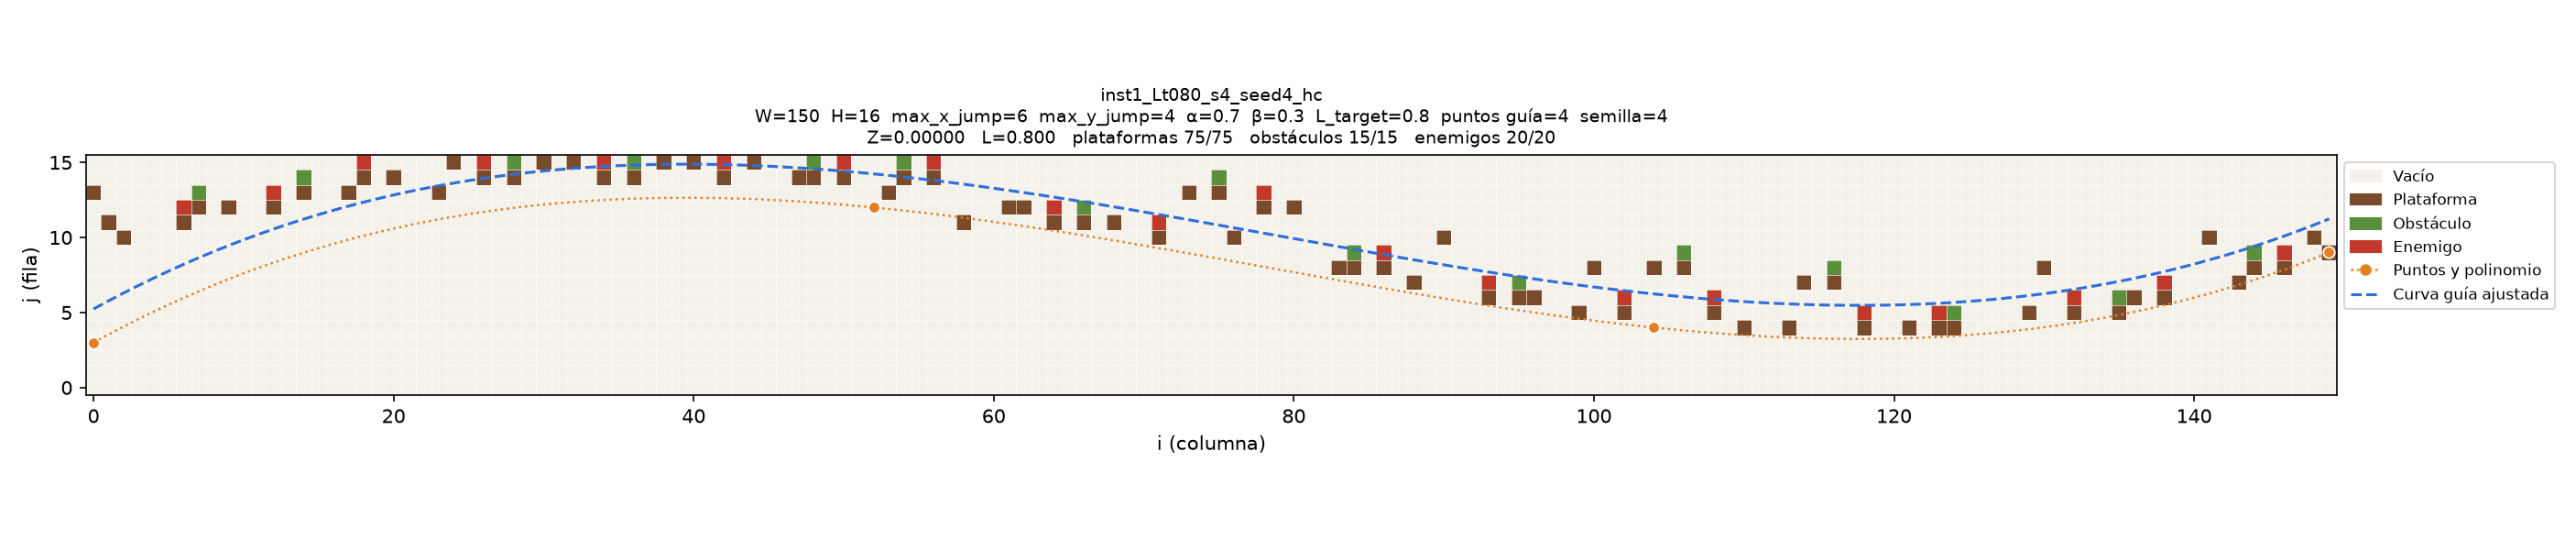 inst1_Lt080_s4_seed4_hc
W=150 H=16 max_x_jump=6 max_y_jump=4 α=0.7 β=0.3 L_target=0.8 puntos guía=4 semilla=4
Z=0.00000 L=0.800 plataformas 75/75 obstáculos 15/15 enemigos 20/20
15
10
5
0
j (fila)
0 20 40 60 80 100 120 140
i (columna)
Vacío
Plataforma
Obstáculo
Enemigo
Puntos y polinomio
Curva guía ajustada